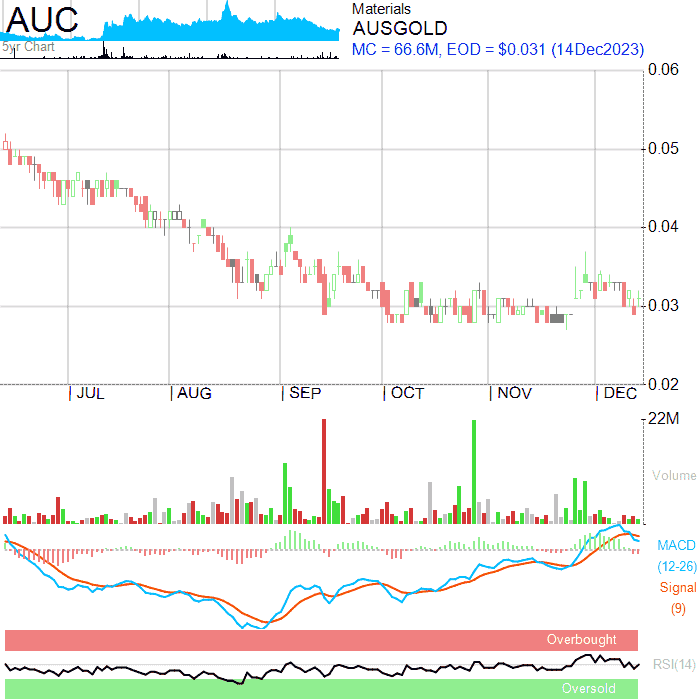 AUC
5yr Chart
Materials
AUSGOLD
MC = 66.6M, EOD = $0.031 (14Dec2023)
0.06
0.05
0.04
0.03
0.02
JUL AUG SEP OCT NOV DEC
22M
Volume
MACD
(12-26)
Signal
(9)
Overbought
RSI(14)
Oversold